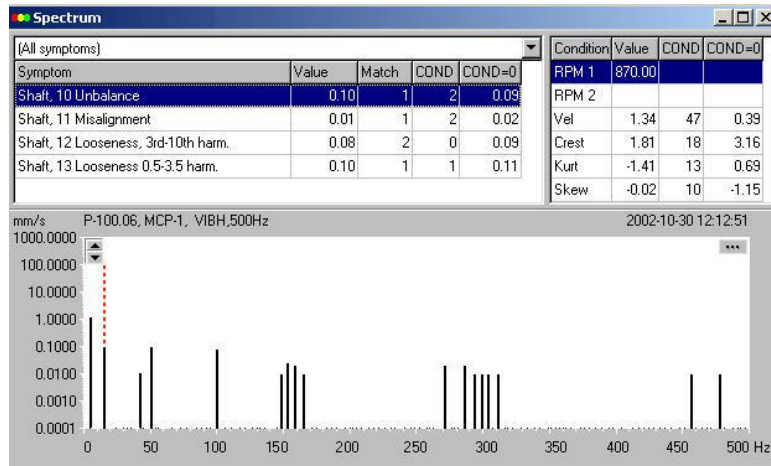 Spectrum
(All symptoms)
Symptom Value Match COND COND=0
Shaft, 10 Unbalance 0.10 1 2 0.09
Shaft, 11 Misalignment 0.01 1 2 0.02
Shaft, 12 Looseness, 3rd-10th harm. 0.08 2 0 0.09
Shaft, 13 Looseness 0.5-3.5 harm. 0.10 1 1 0.11
Condition Value COND COND=0
RPM 1 870.00
RPM 2
Vel 1.34 47 0.39
Crest 1.81 18 3.16
Kurt -1.41 13 0.69
Skew -0.02 10 -1.15
mm/s P-100.06, MCP-1, VIBH,500Hz 2002-10-30 12:12:51
1000.0000
100.0000
10.0000
1.0000
0.1000
0.0100
0.0010
0.0001
0 50 100 150 200 250 300 350 400 450 500 Hz